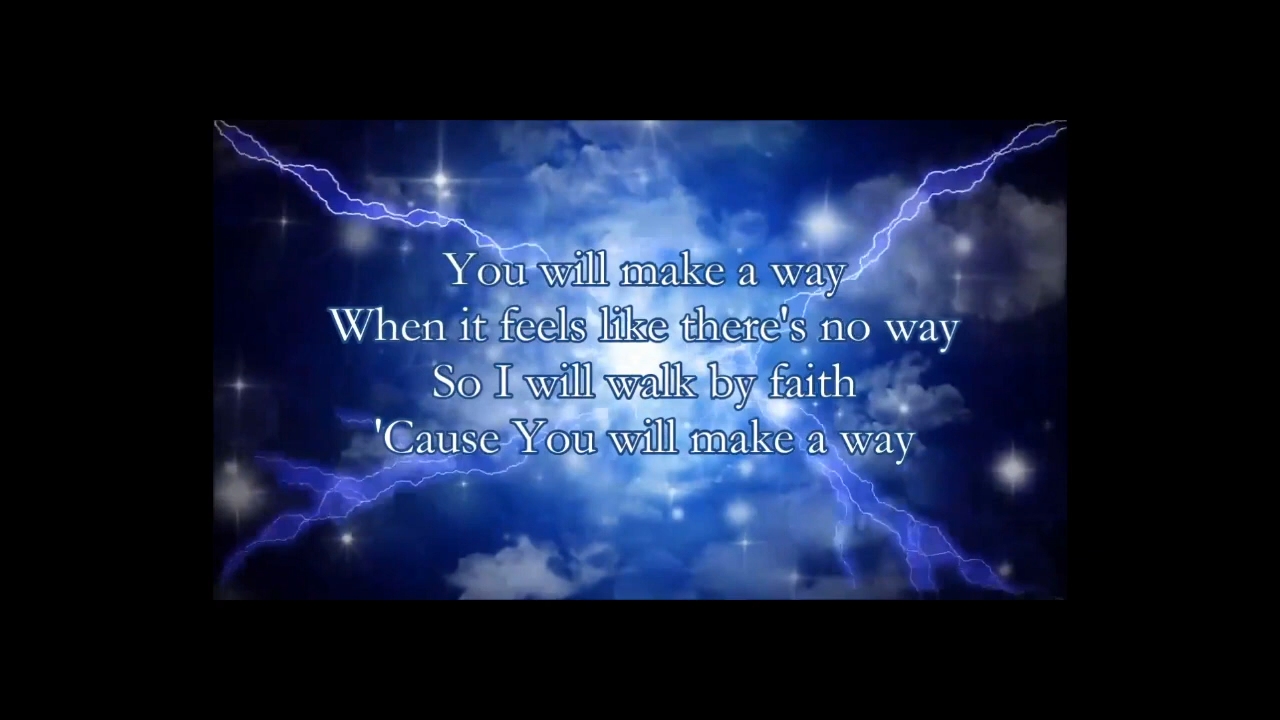 You will make a way
When it feels like there's no way
So I will walk by faith
'Cause You will make a way